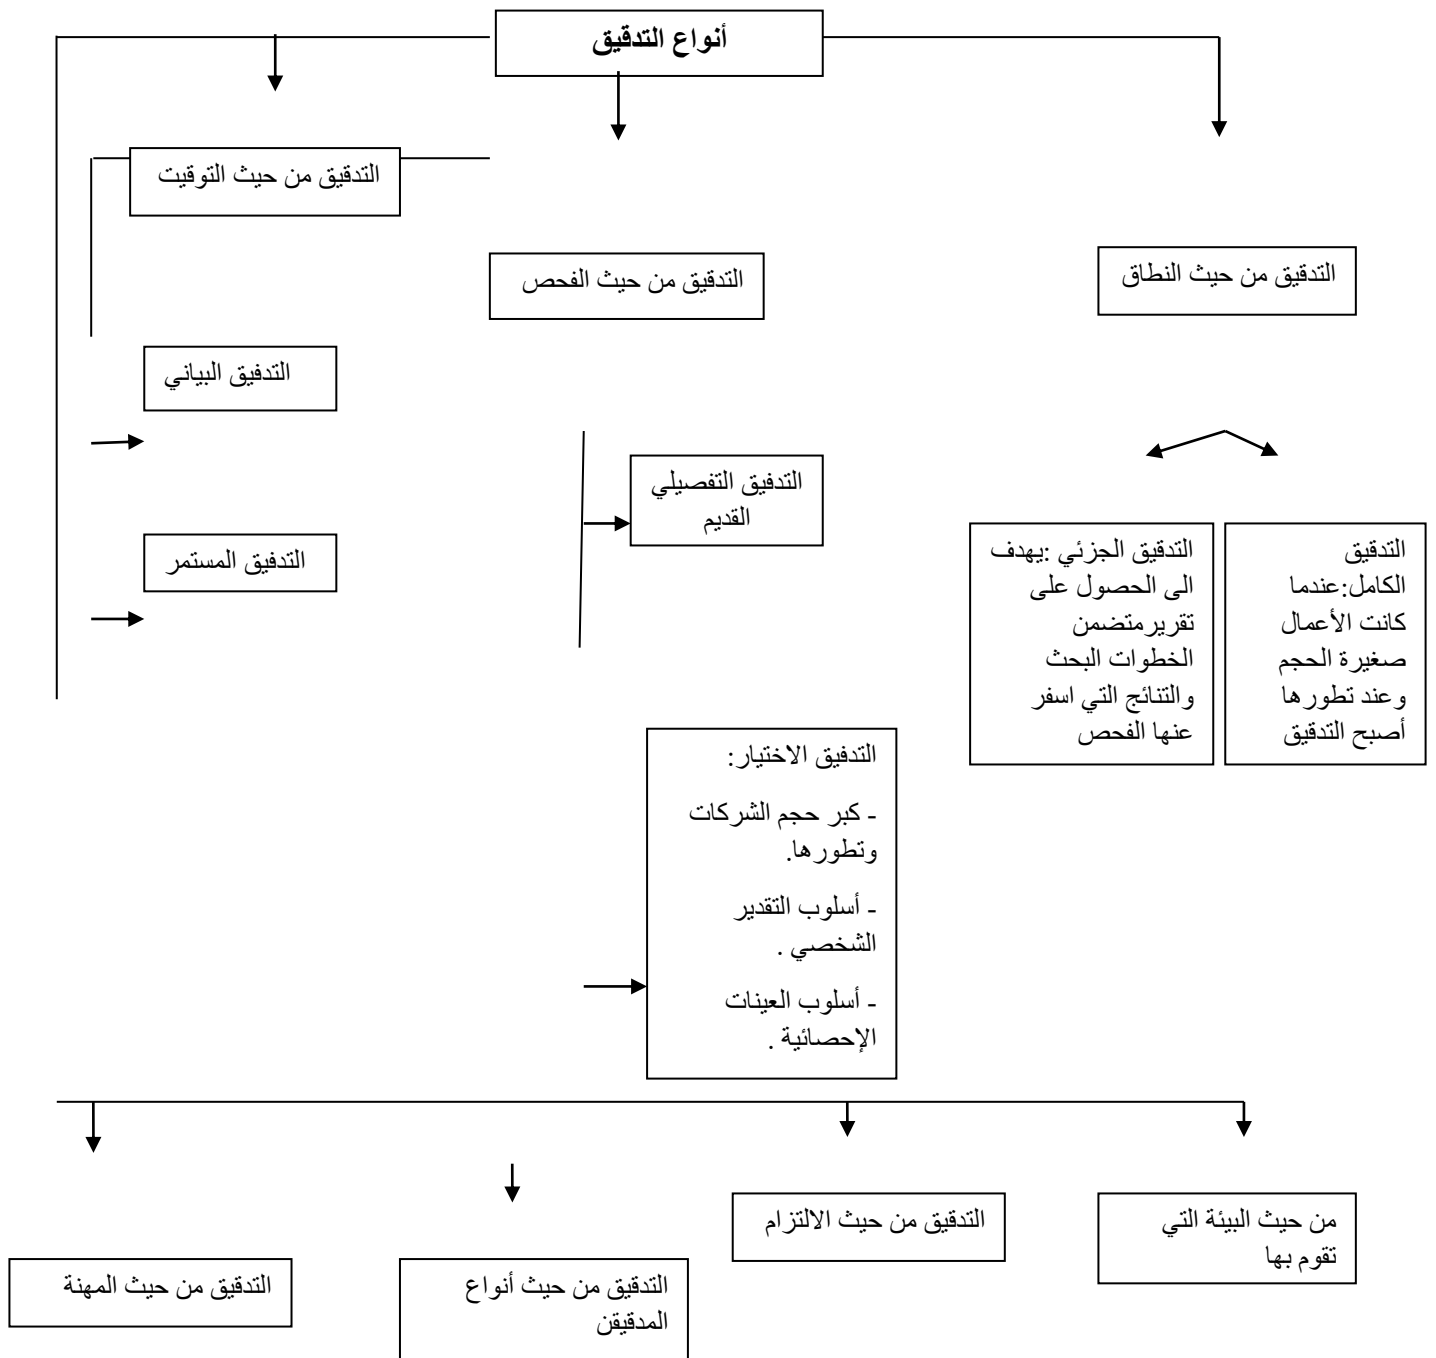 أنواع التدقيق
التدقيق من حيث التوقيت
التدقيق من حيث الفحص
التدقيق من حيث النطاق
التدفيق البياني
التدفيق التفصيلي
القديم
التدفيق المستمر
التدقيق
الكامل:عندما
كانت الأعمال
صغيرة الحجم
وعند تطورها
أصبح التدقيق
التدقيق الجزئي :يهدف
الى الحصول على
تقريرمتضمن
الخطوات البحث
والتنائج التي اسفر
عنها الفحص
التدفيق الاختيار:
- كبر حجم الشركات
وتطورها.
- أسلوب التقدير
الشخصي .
- أسلوب العينات
الإحصائية .
من حيث البيئة التي
تقوم بها
التدقيق من حيث الالتزام
التدقيق من حيث أنواع
المدقيقن
التدقيق من حيث المهنة